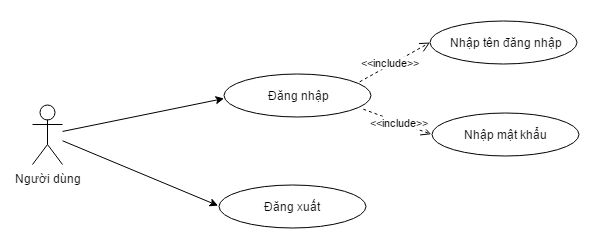 Nhập tên đăng nhập
<<include>>
Đăng nhập
<<include>>
Nhập mật khẩu
Người dùng
Đăng xuất